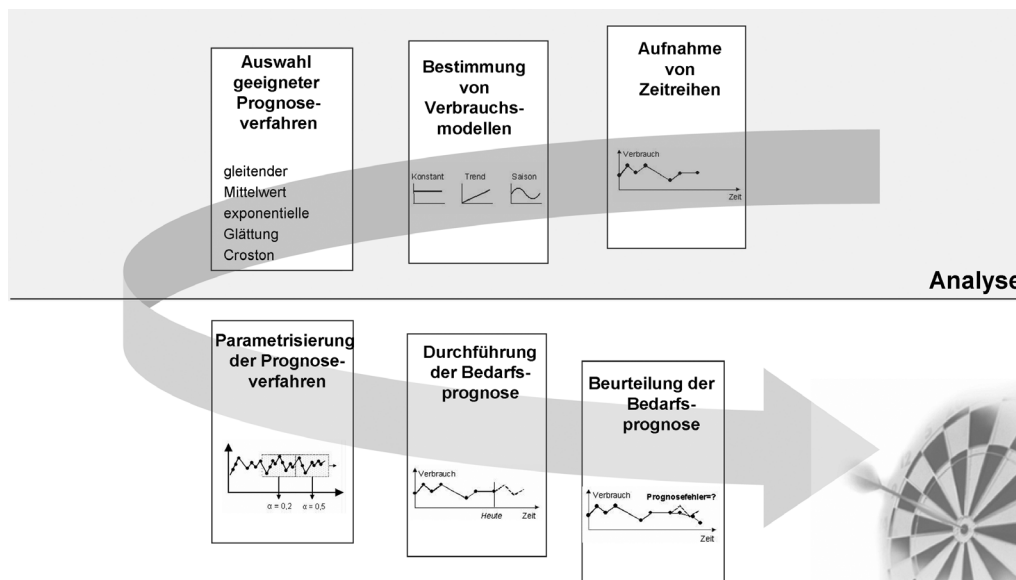 Auswahl
geeigneter
Prognose-
verfahren
gleitender
Mittelwert
exponentielle
Glättung
Croston
Bestimmung
von
Verbrauchs-
modellen
Konstant
Trend
Saison
Aufnahme
von
Zeitreihen
Verbrauch
Zeit
Analyse
Parametrisierung
der Prognose-
verfahren
α = 0,2
α = 0,5
Durchführung
der Bedarfs-
prognose
Verbrauch
Heute
Zeit
Beurteilung der
Bedarfs-
prognose
Verbrauch
Prognosefehler=?
Zeit